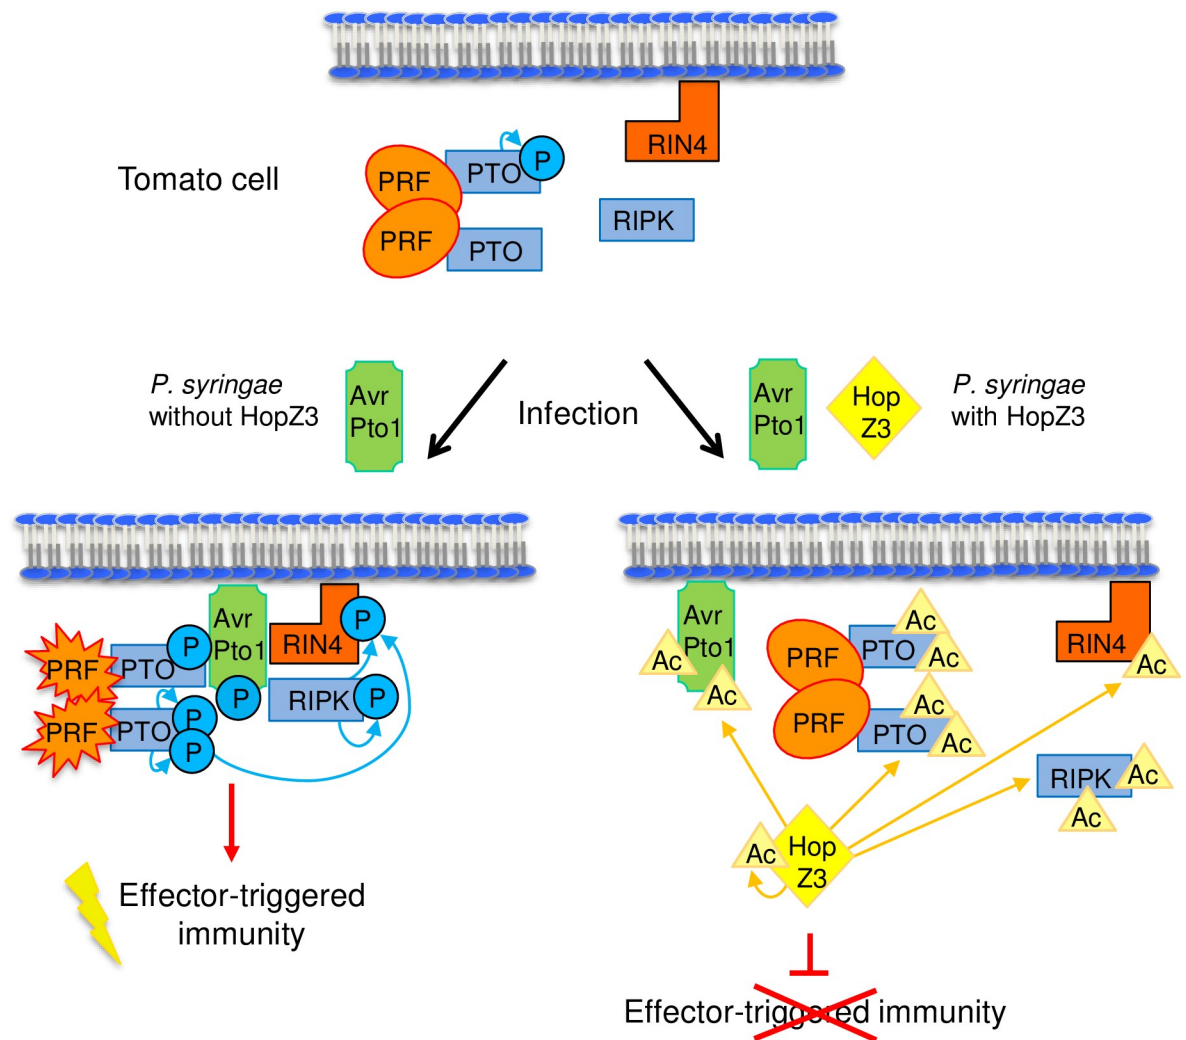 RIN4
P
PTO
PRF
Tomato cell
RIPK
PRF
PTO
P. syringae
without HopZ3
Avr
Pto1
Infection
Avr
Pto1
Hop
Z3
P. syringae
with HopZ3
Avr
Pto1
P
RIN4
P
PRF
PTO
RIPK
P
P
PRF
PTO
P
P
Effector-triggered
immunity
Avr
Pto1
Ac
Ac
PRF
PTO
Ac
Ac
PRF
PTO
Ac
Ac
RIN4
Ac
RIPK
Ac
Ac
Ac
Hop
Z3
Effector-triggered immunity